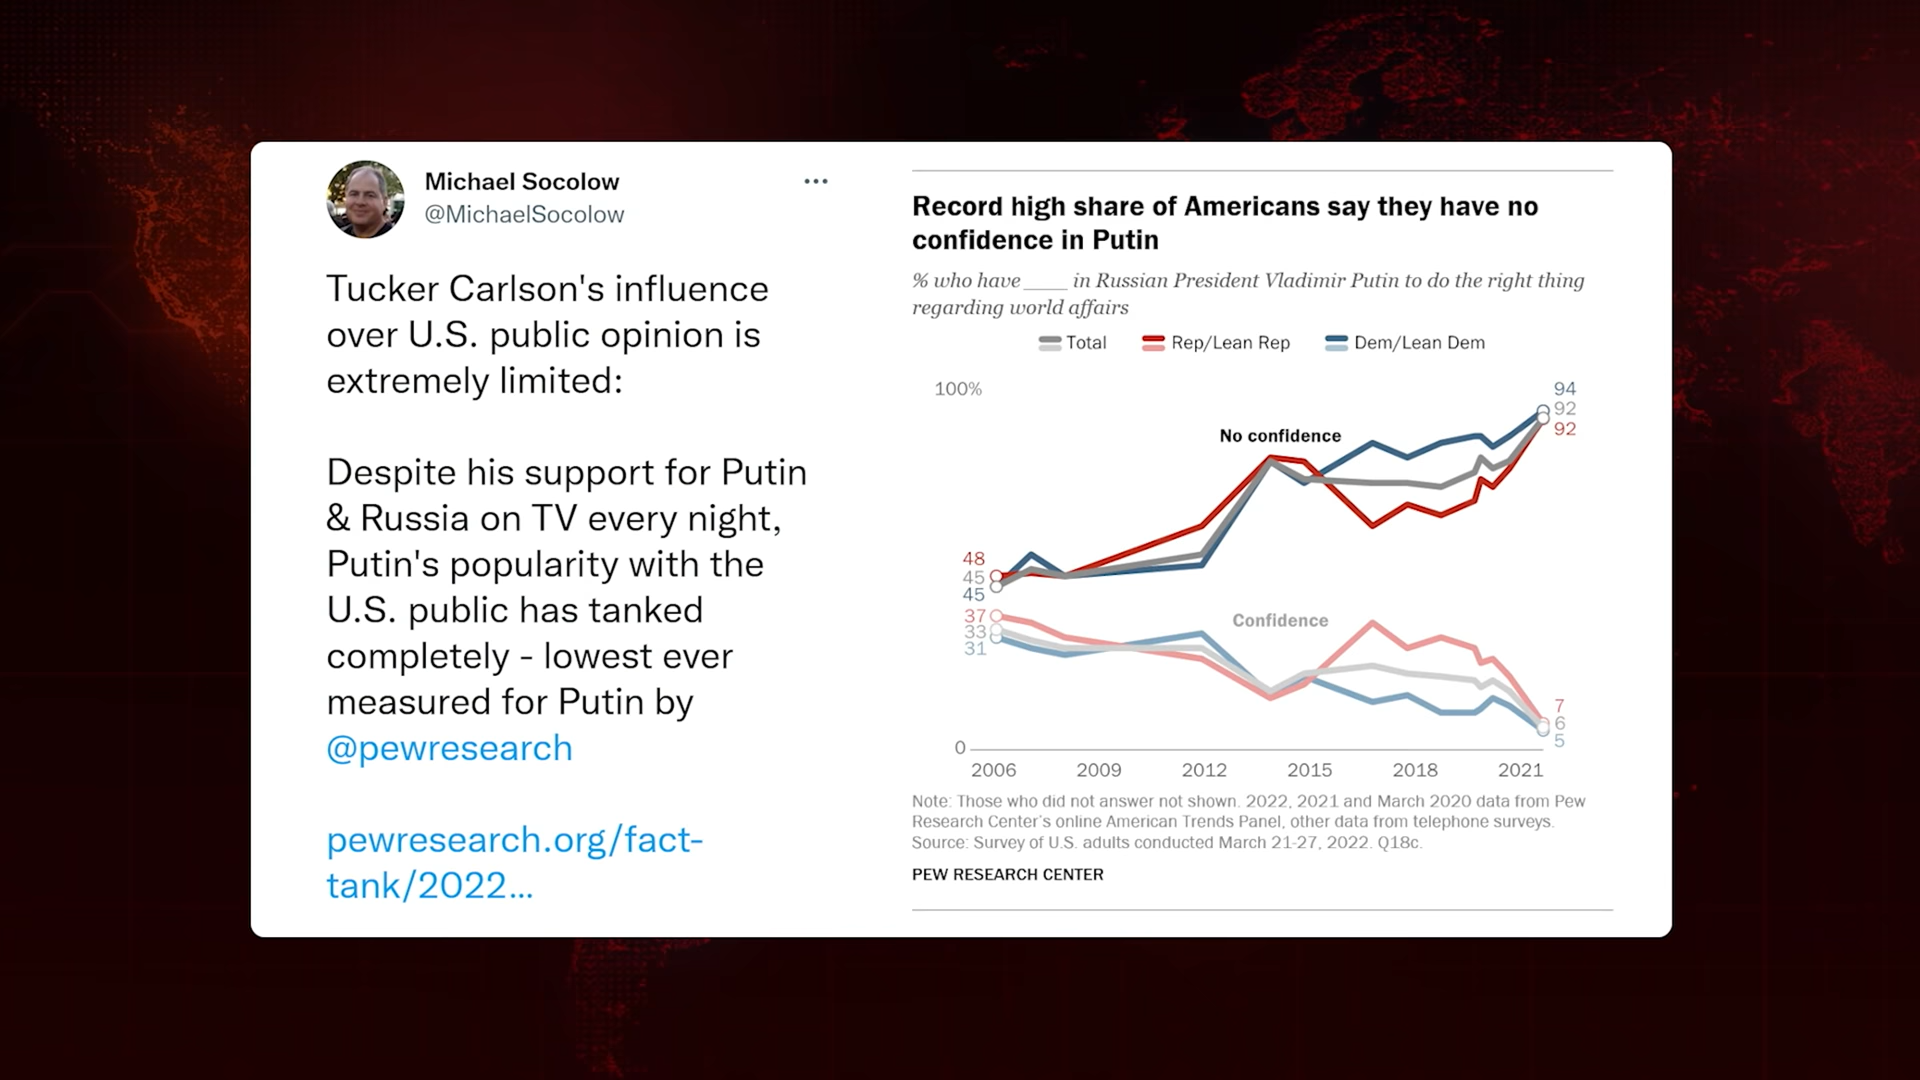 Michael Socolow
@MichaelSocolow
Tucker Carlson's influence
over U.S. public opinion is
extremely limited:
Despite his support for Putin
& Russia on TV every night,
Putin's popularity with the
U.S. public has tanked
completely - lowest ever
measured for Putin by
@pewresearch
pewresearch.org/fact-
tank/2022...
Record high share of Americans say they have no
confidence in Putin
% who have ____ in Russian President Vladimir Putin to do the right thing
regarding world affairs
Total Rep/Lean Rep Dem/Lean Dem
100%
94
92
92
No confidence
48
45
45
37
33
31
Confidence
7
6
5
0
2006 2009 2012 2015 2018 2021
Note: Those who did not answer not shown. 2022, 2021 and March 2020 data from Pew
Research Center's online American Trends Panel, other data from telephone surveys.
Source: Survey of U.S. adults conducted March 21-27, 2022. Q18c.
PEW RESEARCH CENTER